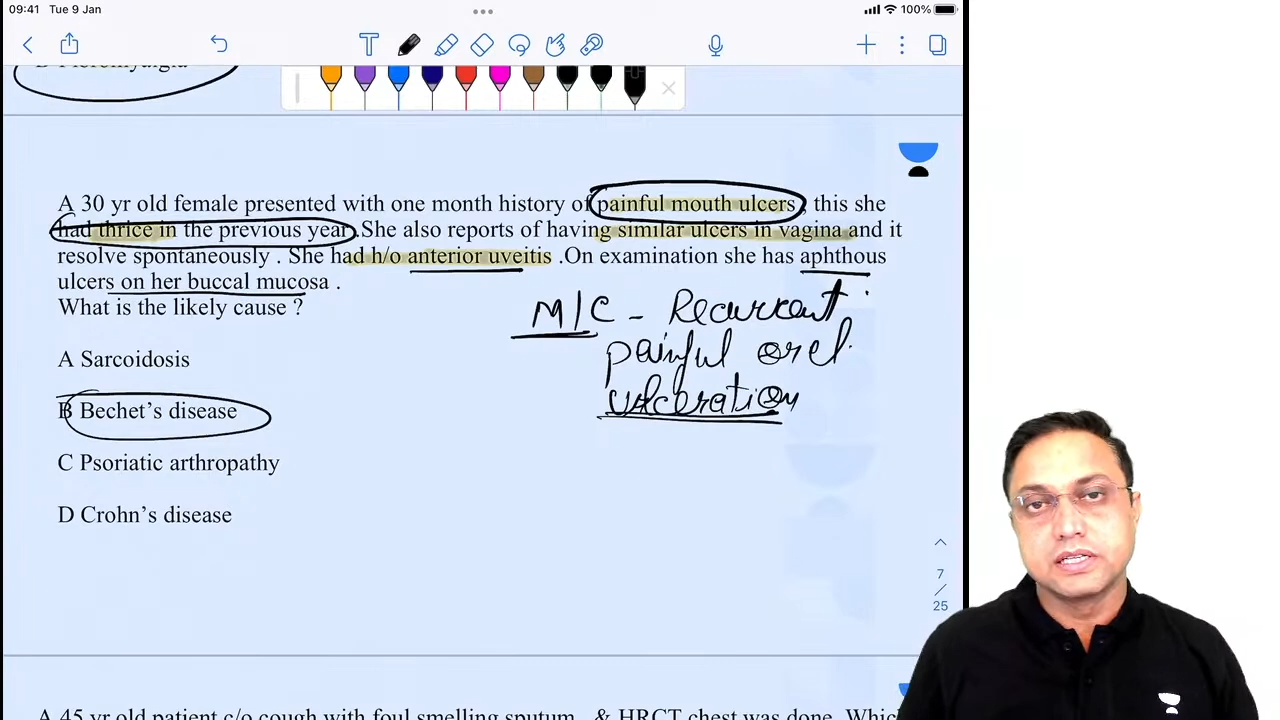 09:41 Tue 9 Jan
100%
T
A 30 yr old female presented with one month history of painful mouth ulcers , this she
had thrice in the previous year .She also reports of having similar ulcers in vagina and it
resolve spontaneously . She had h/o anterior uveitis .On examination she has aphthous
ulcers on her buccal mucosa .
What is the likely cause ?
M/C - Recurrent
painful oral
ulceration
A Sarcoidosis
B Bechet's disease
C Psoriatic arthropathy
D Crohn's disease
7
/
25
A 45 yr old patient c/o cough with foul smelling sputum & HRCT chest was done. Which